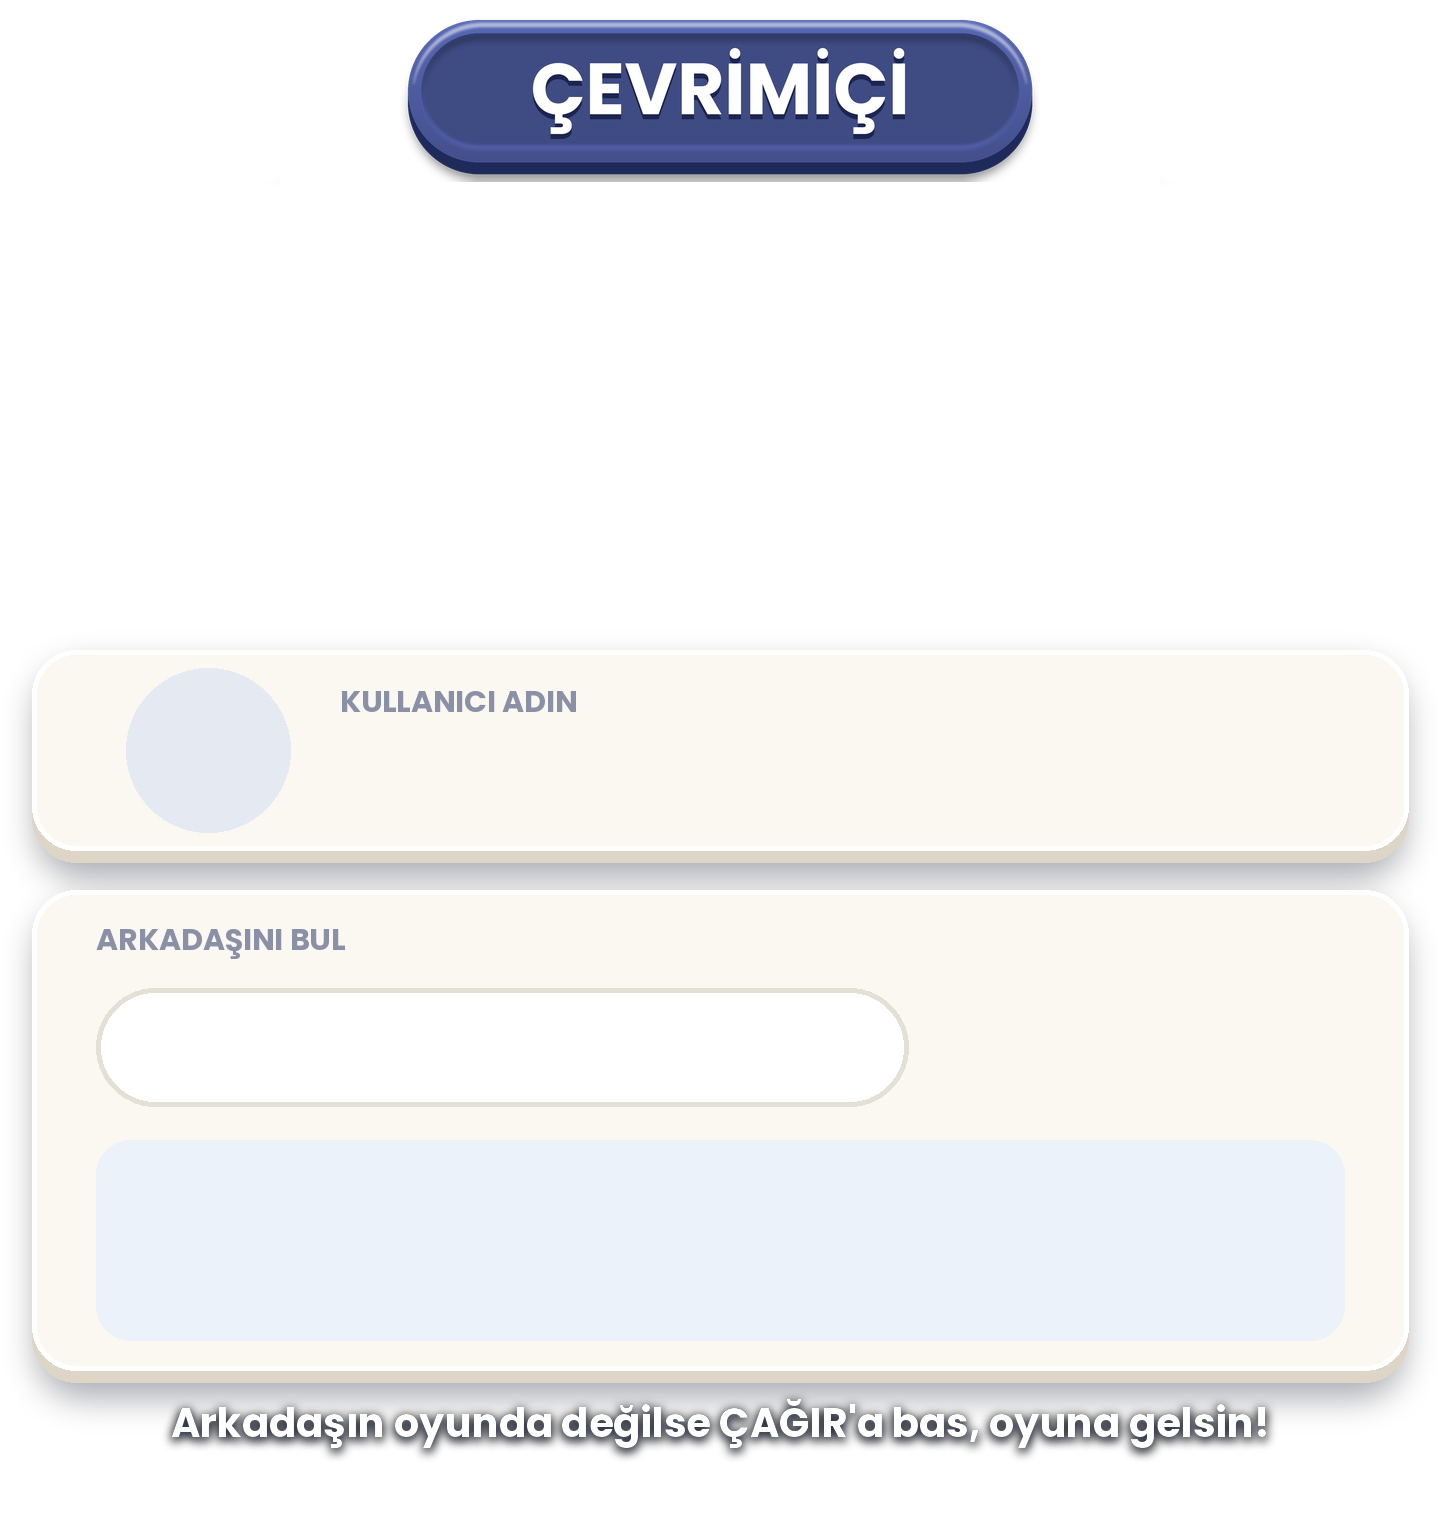 ÇEVRİMİÇİ
KULLANICI ADIN
ARKADAŞINI BUL
Arkadaşın oyunda değilse ÇAĞIR'a bas, oyuna gelsin!